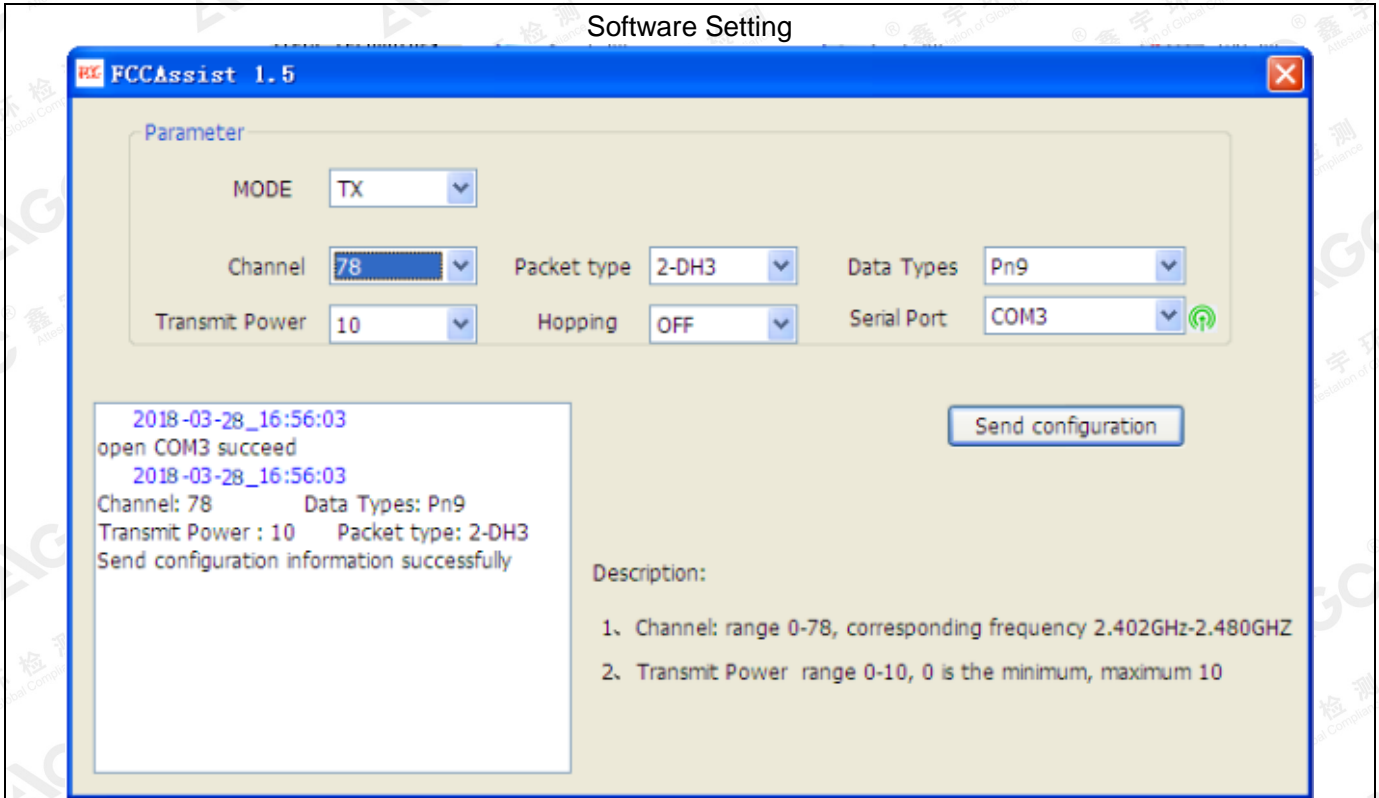 Software Setting
FCCAssist 1.5
Parameter
MODE TX
Channel 78 Packet type 2-DH3 Data Types Pn9
Transmit Power 10 Hopping OFF Serial Port COM3
2018-03-28_16:56:03
open COM3 succeed
2018-03-28_16:56:03
Channel: 78 Data Types: Pn9
Transmit Power : 10 Packet type: 2-DH3
Send configuration information successfully
Send configuration
Description:
1、Channel: range 0-78, corresponding frequency 2.402GHz-2.480GHZ
2、Transmit Power range 0-10, 0 is the minimum, maximum 10